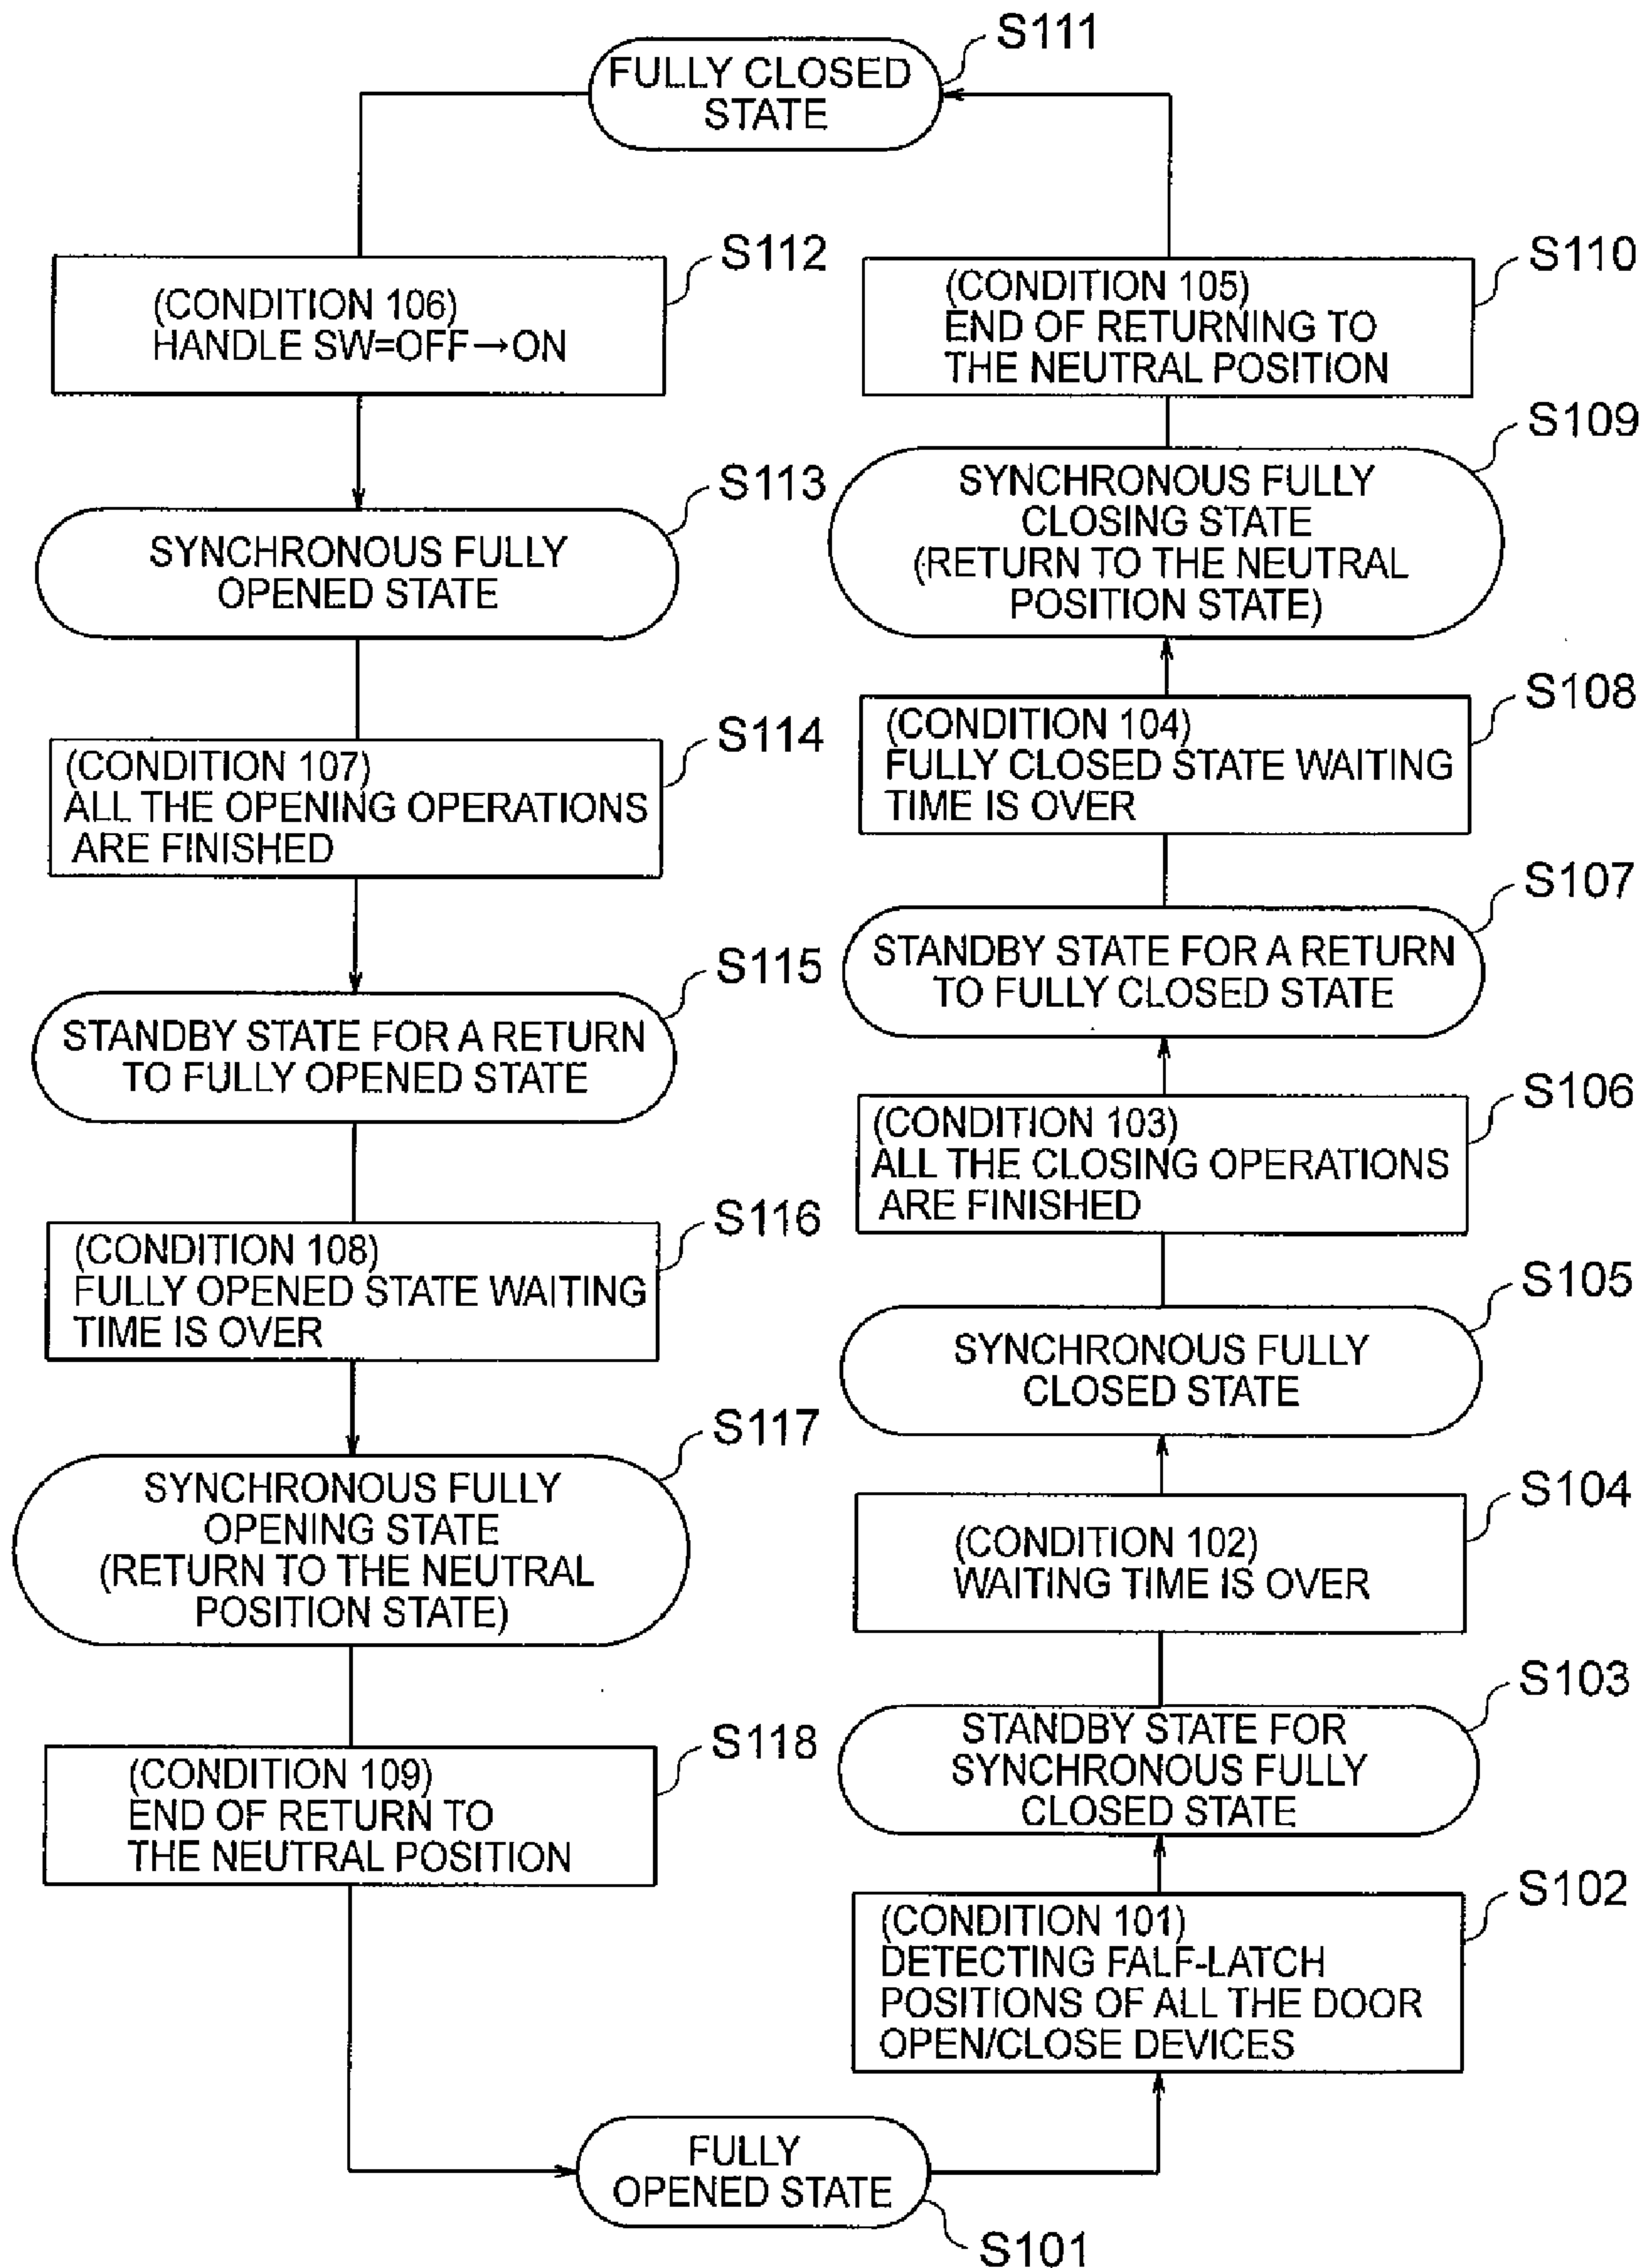 S111
FULLY CLOSED
STATE
S112
(CONDITION 106)
HANDLE SW=OFF→ON
S113
SYNCHRONOUS FULLY
OPENED STATE
S114
(CONDITION 107)
ALL THE OPENING OPERATIONS
ARE FINISHED
S115
STANDBY STATE FOR A RETURN
TO FULLY OPENED STATE
S116
(CONDITION 108)
FULLY OPENED STATE WAITING
TIME IS OVER
S117
SYNCHRONOUS FULLY
OPENING STATE
(RETURN TO THE NEUTRAL
POSITION STATE)
S118
(CONDITION 109)
END OF RETURN TO
THE NEUTRAL POSITION
S110
(CONDITION 105)
END OF RETURNING TO
THE NEUTRAL POSITION
S109
SYNCHRONOUS FULLY
CLOSING STATE
(RETURN TO THE NEUTRAL
POSITION STATE)
S108
(CONDITION 104)
FULLY CLOSED STATE WAITING
TIME IS OVER
S107
STANDBY STATE FOR A RETURN
TO FULLY CLOSED STATE
S106
(CONDITION 103)
ALL THE CLOSING OPERATIONS
ARE FINISHED
S105
SYNCHRONOUS FULLY
CLOSED STATE
S104
(CONDITION 102)
WAITING TIME IS OVER
S103
STANDBY STATE FOR
SYNCHRONOUS FULLY
CLOSED STATE
S102
(CONDITION 101)
DETECTING FALF-LATCH
POSITIONS OF ALL THE DOOR
OPEN/CLOSE DEVICES
FULLY
OPENED STATE
S101